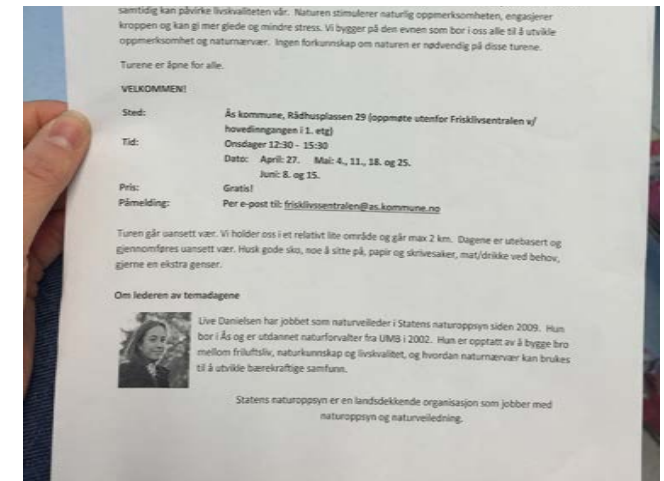 samtidig kan påvirke livskvaliteten vår. Naturen stimulerer naturlig oppmerksomheten, engasjerer
kroppen og kan gi mer glede og mindre stress. Vi bygger på den evnen som bor i oss alle til å utvikle
oppmerksomhet og naturnærvær. Ingen forkunnskap om naturen er nødvendig på disse turene.
Turene er åpne for alle.
VELKOMMEN!
Sted: Ås kommune, Rådhusplassen 29 (oppmøte utenfor Frisklivsentralen v/
hovedinngangen i 1. etg)
Tid: Onsdager 12:30 - 15:30
Dato: April: 27. Mai: 4., 11., 18. og 25.
Juni: 8. og 15.
Pris: Gratis!
Påmelding: Per e-post til: frisklivssentralen@as.kommune.no
Turen går uansett vær. Vi holder oss i et relativt lite område og går max 2 km. Dagene er utebasert og
gjennomføres uansett vær. Husk gode sko, noe å sitte på, papir og skrivesaker, mat/drikke ved behov,
gjerne en ekstra genser.
Om lederen av temadagene
Live Danielsen har jobbet som naturveileder i Statens naturoppsyn siden 2009. Hun
bor i Ås og er utdannet naturforvalter fra UMB i 2002. Hun er opptatt av å bygge bro
mellom friluftsliv, naturkunnskap og livskvalitet, og hvordan naturnærvær kan brukes
til å utvikle bærekraftige samfunn.
Statens naturoppsyn er en landsdekkende organisasjon som jobber med
naturoppsyn og naturveiledning.